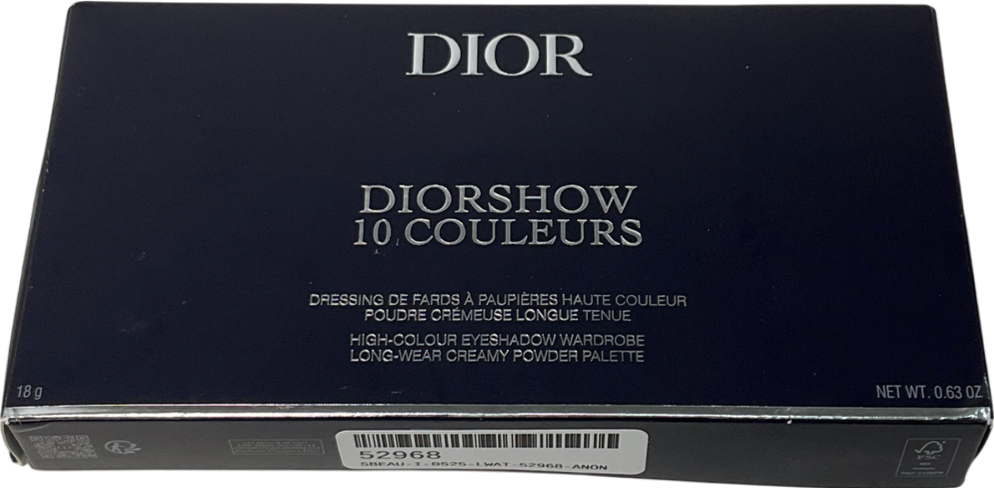 DIOR
DIORSHOW
10 COULEURS
DRESSING DE FARDS À PAUPIÈRES HAUTE COULEUR
POUDRE CRÉMEUSE LONGUE TENUE
HIGH-COLOUR EYESHADOW WARDROBE
LONG-WEAR CREAMY POWDER PALETTE
18 g
NET WT. 0.63 OZ
52968
SBEAU-I-0525-LWAT-52968-ANON
FSC